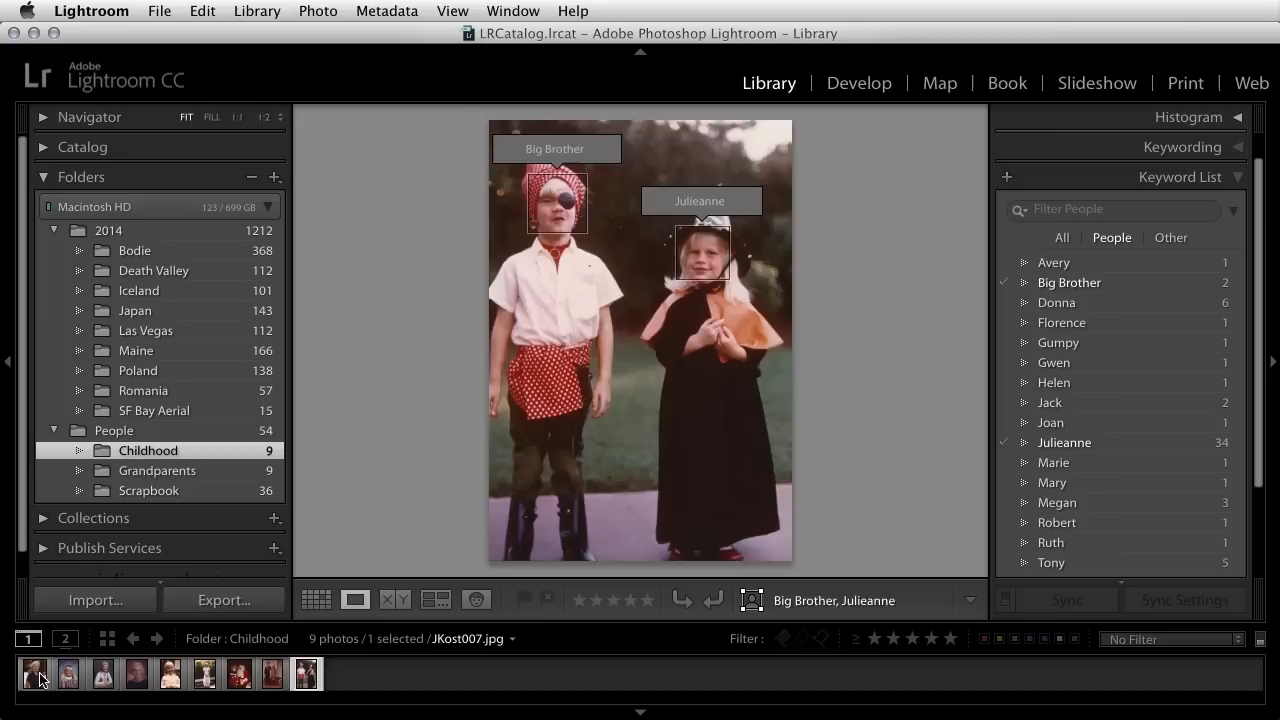 Lightroom File Edit Library Photo Metadata View Window Help
LRCatalog.lrcat – Adobe Photoshop Lightroom – Library
Lr Adobe Lightroom CC
Library Develop Map Book Slideshow Print Web
Navigator FIT FILL 1:1 1:2
Catalog
Folders
Macintosh HD 123 / 699 GB
2014 1212
Bodie 368
Death Valley 112
Iceland 101
Japan 143
Las Vegas 112
Maine 166
Poland 138
Romania 57
SF Bay Aerial 15
People 54
Childhood 9
Grandparents 9
Scrapbook 36
Collections
Publish Services
Import... Export...
Big Brother
Julieanne
Histogram
Keywording
Keyword List
Filter People
All People Other
Avery 1
Big Brother 2
Donna 6
Florence 1
Gumpy 1
Gwen 1
Helen 1
Jack 2
Joan 1
Julieanne 34
Marie 1
Mary 1
Megan 3
Robert 1
Ruth 1
Tony 5
XY Big Brother, Julieanne
Sync Sync Settings
1 2 Folder : Childhood 9 photos / 1 selected / JKost007.jpg Filter : ≥ No Filter